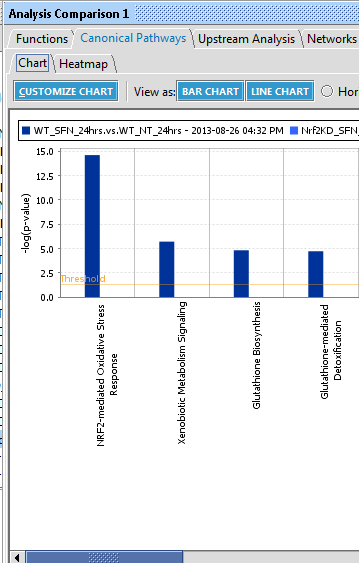 Analysis Comparison 1
Functions Canonical Pathways Upstream Analysis Networks
Chart Heatmap
CUSTOMIZE CHART View as: BAR CHART LINE CHART Hor
WT_SFN_24hrs.vs.WT_NT_24hrs - 2013-08-26 04:32 PM Nrf2KD_SFN_
15.0
12.5
10.0
7.5
5.0
2.5
0.0
-log(p-value)
Threshold
NRF2-mediated Oxidative Stress
Response
Xenobiotic Metabolism Signaling
Glutathione Biosynthesis
Glutathione-mediated
Detoxification